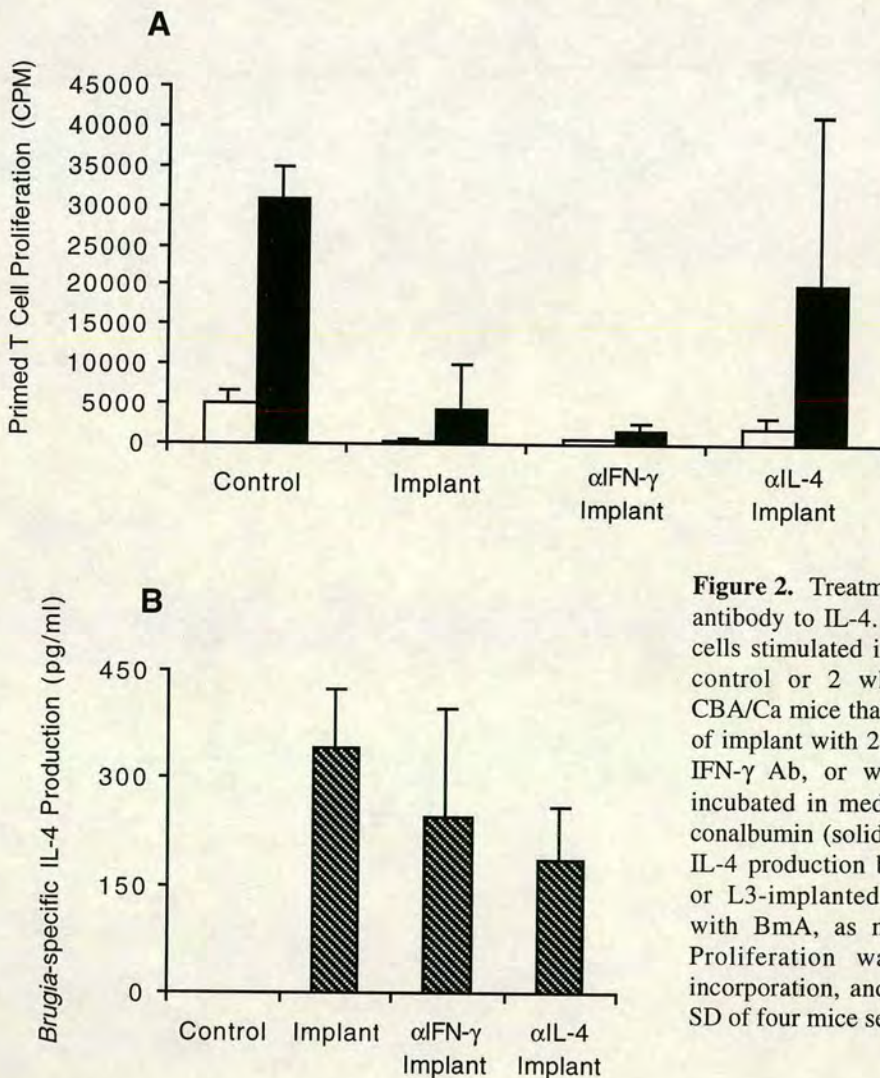 A
Primed T Cell Proliferation (CPM)
45000
40000
35000
30000
25000
20000
15000
10000
5000
0
Control
Implant
αIFN-γ
Implant
αIL-4
Implant
B
Brugia-specific IL-4 Production (pg/ml)
450
300
150
0
Control
Implant
αIFN-γ
Implant
αIL-4
Implant
Figure 2. Treatm
antibody to IL-4.
cells stimulated i
control or 2 w
CBA/Ca mice tha
of implant with 2
IFN-γ Ab, or w
incubated in med
conalbumin (solid
IL-4 production b
or L3-implanted
with BmA, as m
Proliferation wa
incorporation, and
SD of four mice se